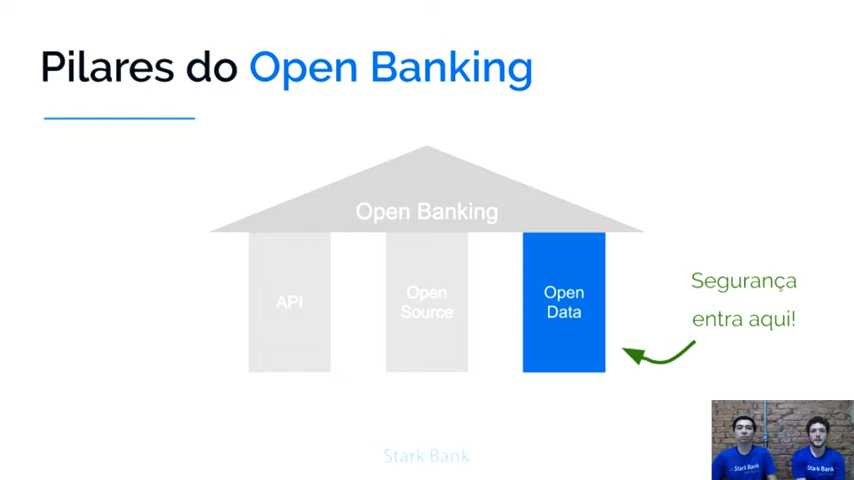 Pilares do Open Banking
Open Banking
API
Open
Source
Open
Data
Segurança
entra aqui!
Stark Bank
Stark Bank
Stark Bank